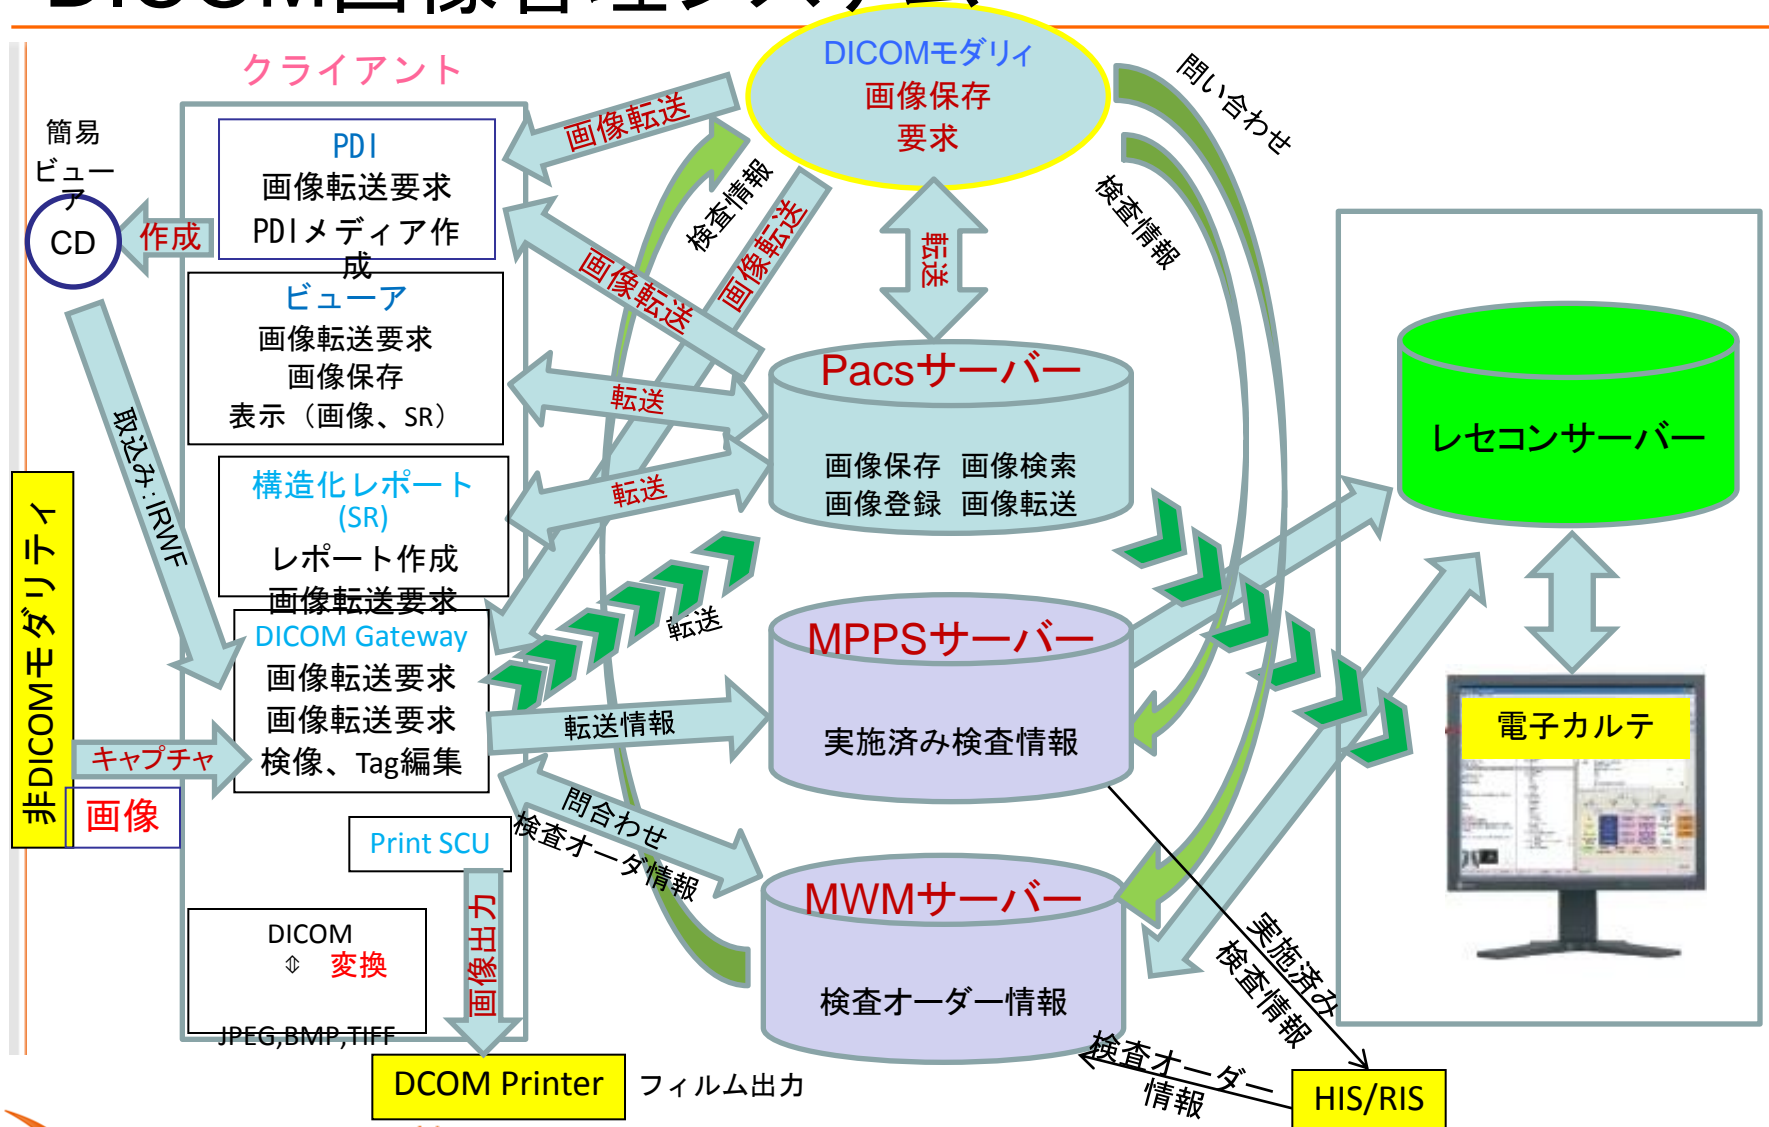 DICOM画像管理システム
クライアント
DICOMモダリィ
画像保存
要求
問い合わせ
簡易
ビュー
ア
CD
作成
PDI
画像転送要求
PDIメディア作
成
画像転送
検査情報
画像転送
画像転送
転送
検査情報
ビューア
画像転送要求
画像保存
表示（画像、SR）
転送
Pacsサーバー
画像保存 画像検索
画像登録 画像転送
レセコンサーバー
取込み:IRWF
構造化レポート
(SR)
レポート作成
画像転送要求
転送
非DICOMモダリティ
DICOM Gateway
画像転送要求
画像転送要求
検像、Tag編集
転送
転送情報
MPPSサーバー
実施済み検査情報
電子カルテ
キャプチャ
画像
Print SCU
問合わせ
検査オーダ情報
画像出力
MWMサーバー
検査オーダー情報
DICOM
⇕ 変換
JPEG,BMP,TIFF
実施済み
検査情報
検査オーダー
情報
DCOM Printer
フィルム出力
HIS/RIS